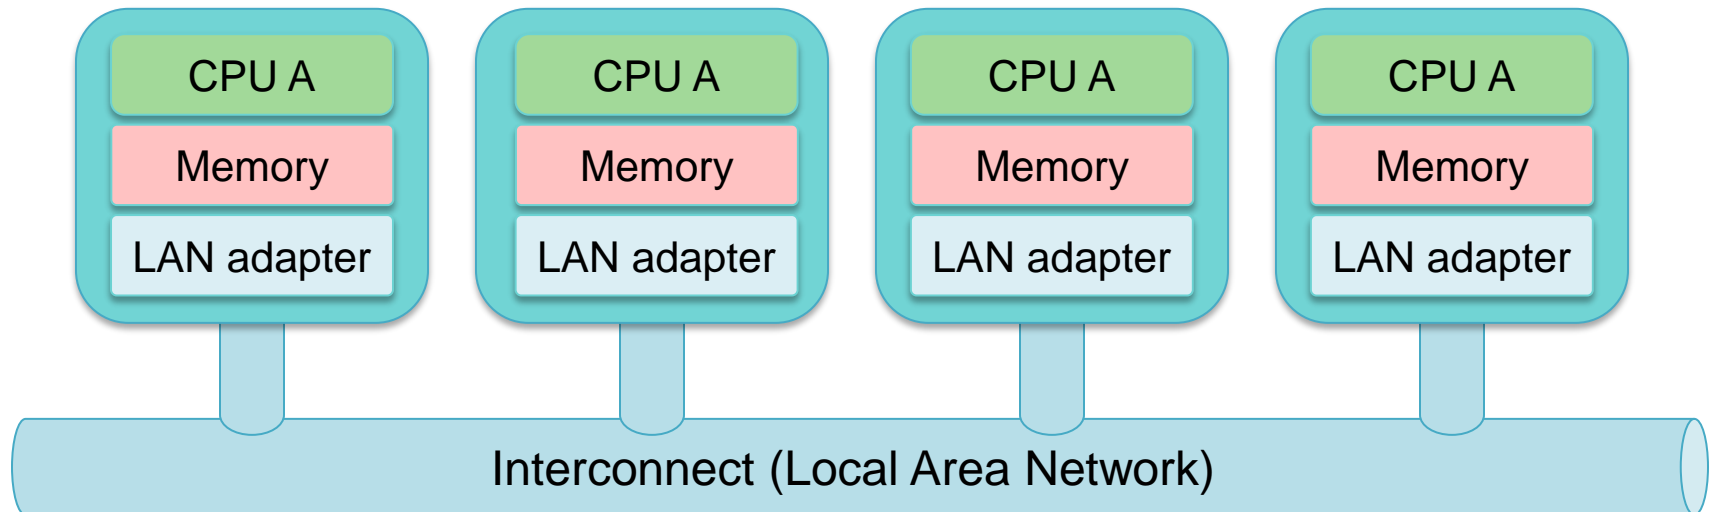 CPU A
Memory
LAN adapter
CPU A
Memory
LAN adapter
CPU A
Memory
LAN adapter
CPU A
Memory
LAN adapter
Interconnect (Local Area Network)